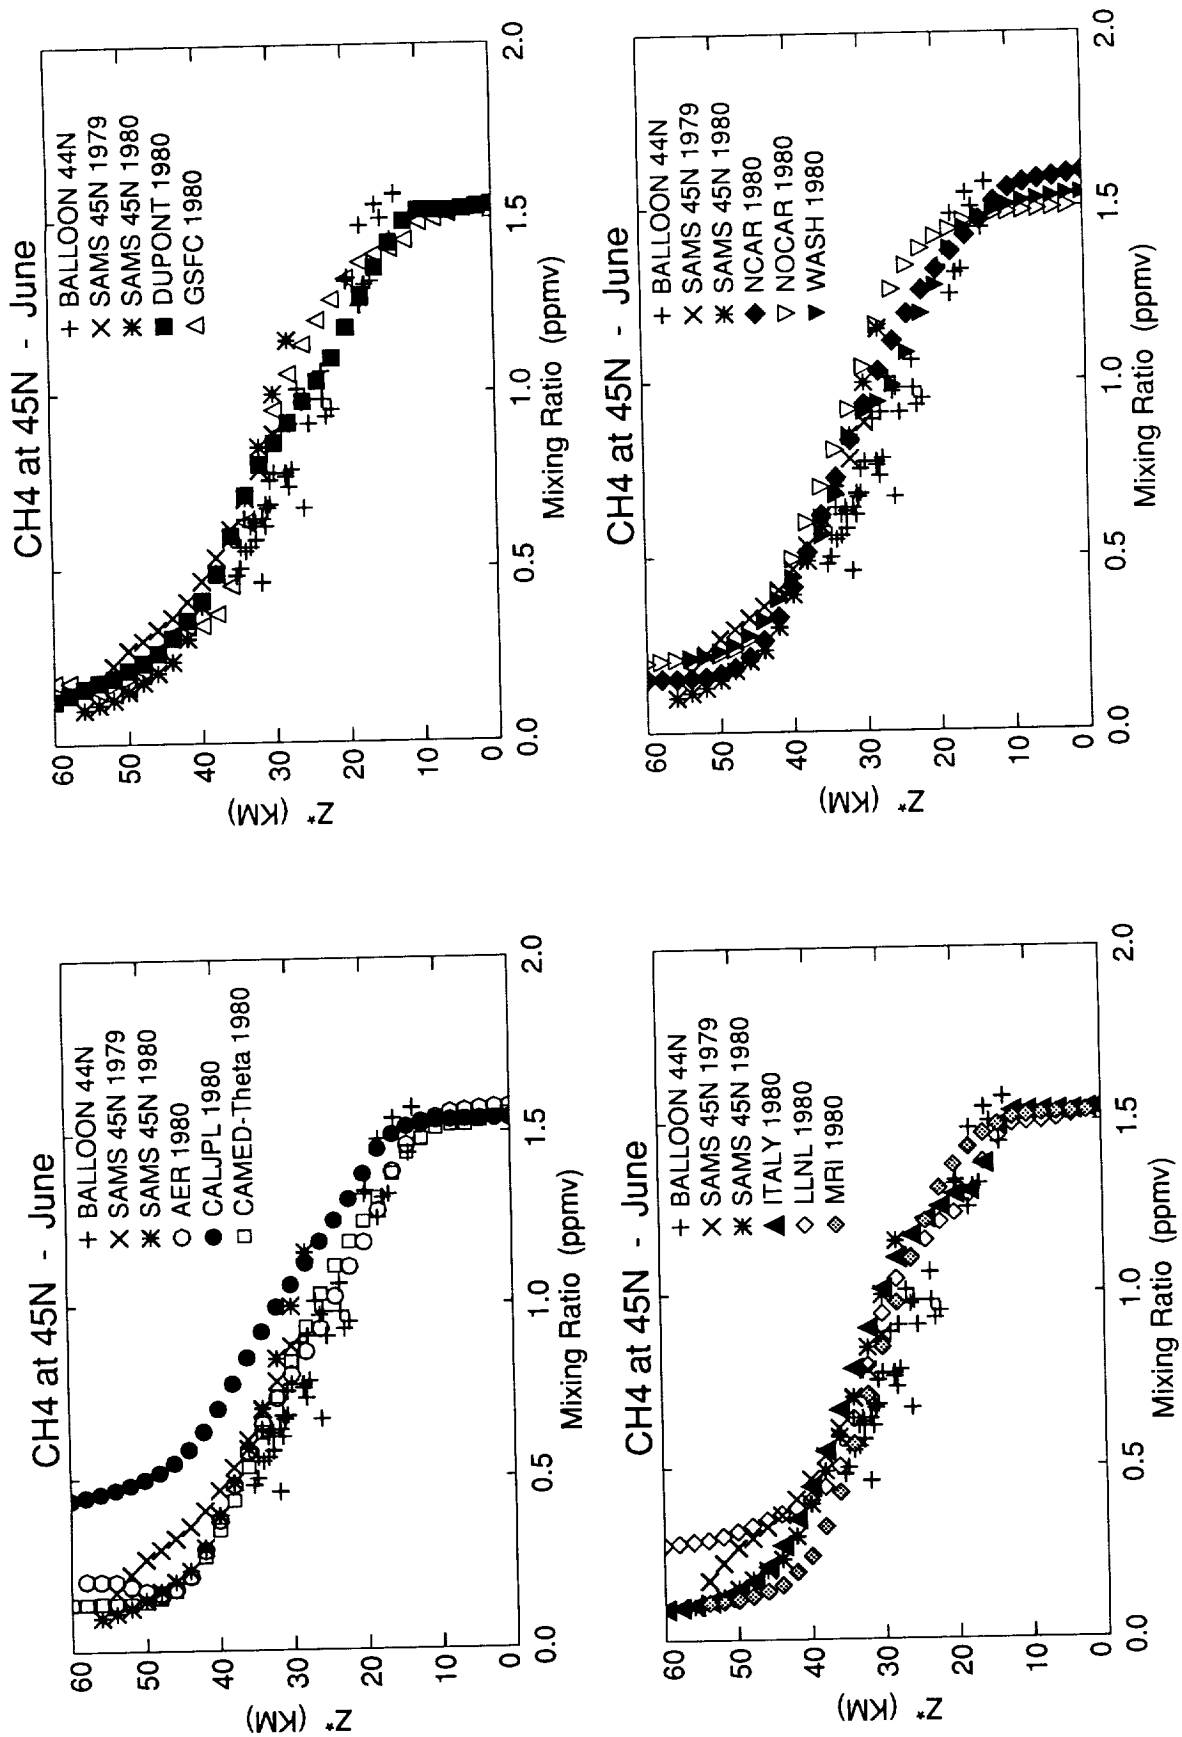 CH4 at 45N - June
+ BALLOON 44N
× SAMS 45N 1979
SAMS 45N 1980
AER 1980
CALJPL 1980
CAMED-Theta 1980
Z* (KM)
60
50
40
30
20
10
0
0.0
0.5
1.0
1.5
2.0
Mixing Ratio (ppmv)
CH4 at 45N - June
+ BALLOON 44N
× SAMS 45N 1979
SAMS 45N 1980
DUPONT 1980
GSFC 1980
Z* (KM)
60
50
40
30
20
10
0
0.0
0.5
1.0
1.5
2.0
Mixing Ratio (ppmv)
CH4 at 45N - June
+ BALLOON 44N
× SAMS 45N 1979
SAMS 45N 1980
ITALY 1980
LLNL 1980
MRI 1980
Z* (KM)
60
50
40
30
20
10
0
0.0
0.5
1.0
1.5
2.0
Mixing Ratio (ppmv)
CH4 at 45N - June
+ BALLOON 44N
× SAMS 45N 1979
SAMS 45N 1980
NCAR 1980
NOCAR 1980
WASH 1980
Z* (KM)
60
50
40
30
20
10
0
0.0
0.5
1.0
1.5
2.0
Mixing Ratio (ppmv)